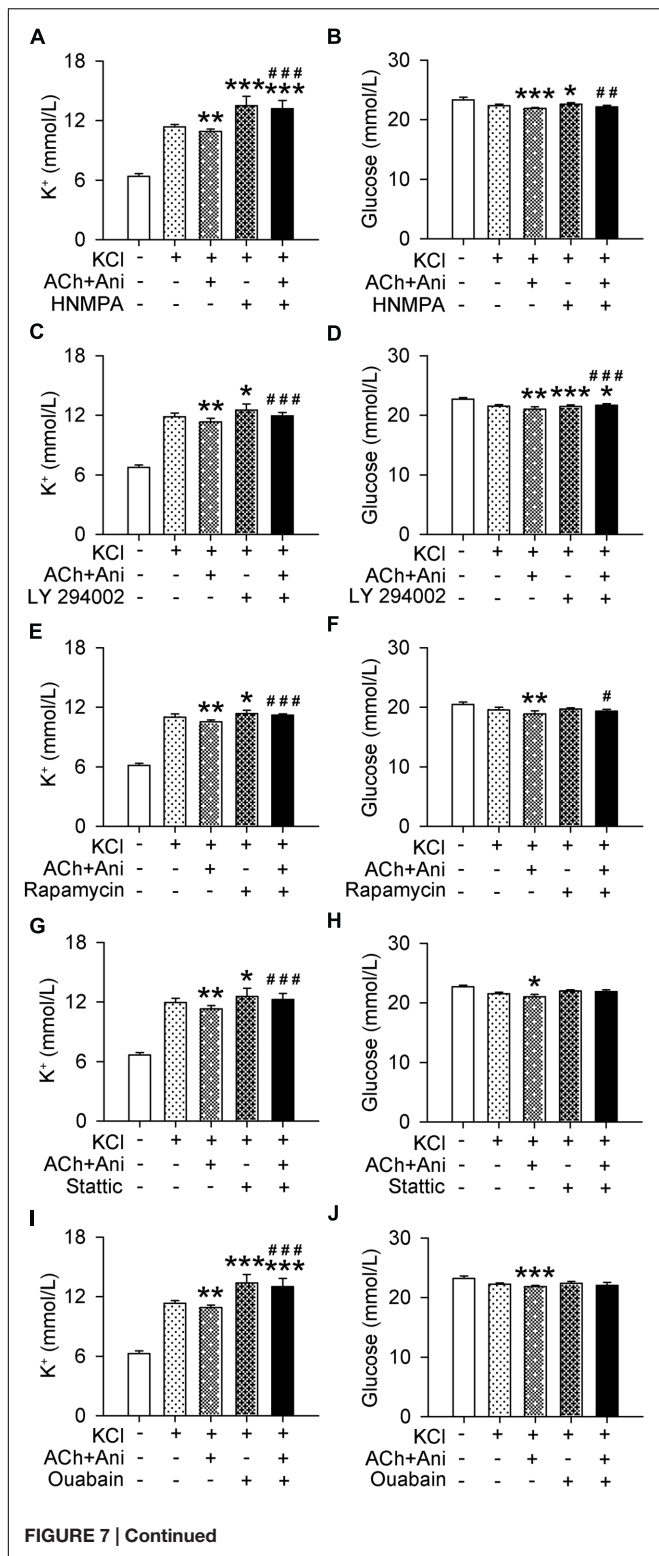 A B
K⁺ (mmol/L) Glucose (mmol/L)
18 12 6 0 30 20 10 0
** *** ### *** *** * ##
KCl - + + + + KCl - + + + +
ACh+Ani - - + - + ACh+Ani - - + - +
HNMPA - - - + + HNMPA - - - + +
C D
K⁺ (mmol/L) Glucose (mmol/L)
18 12 6 0 30 20 10 0
** * ### ** *** ### *
KCl - + + + + KCl - + + + +
ACh+Ani - - + - + ACh+Ani - - + - +
LY 294002 - - - + + LY 294002 - - - + +
E F
K⁺ (mmol/L) Glucose (mmol/L)
18 12 6 0 30 20 10 0
** * ### ** #
KCl - + + + + KCl - + + + +
ACh+Ani - - + - + ACh+Ani - - + - +
Rapamycin - - - + + Rapamycin - - - + +
G H
K⁺ (mmol/L) Glucose (mmol/L)
18 12 6 0 30 20 10 0
** * ### *
KCl - + + + + KCl - + + + +
ACh+Ani - - + - + ACh+Ani - - + - +
Stattic - - - + + Stattic - - - + +
I J
K⁺ (mmol/L) Glucose (mmol/L)
18 12 6 0 30 20 10 0
** *** ### *** ***
KCl - + + + + KCl - + + + +
ACh+Ani - - + - + ACh+Ani - - + - +
Ouabain - - - + + Ouabain - - - + +
FIGURE 7 | Continued